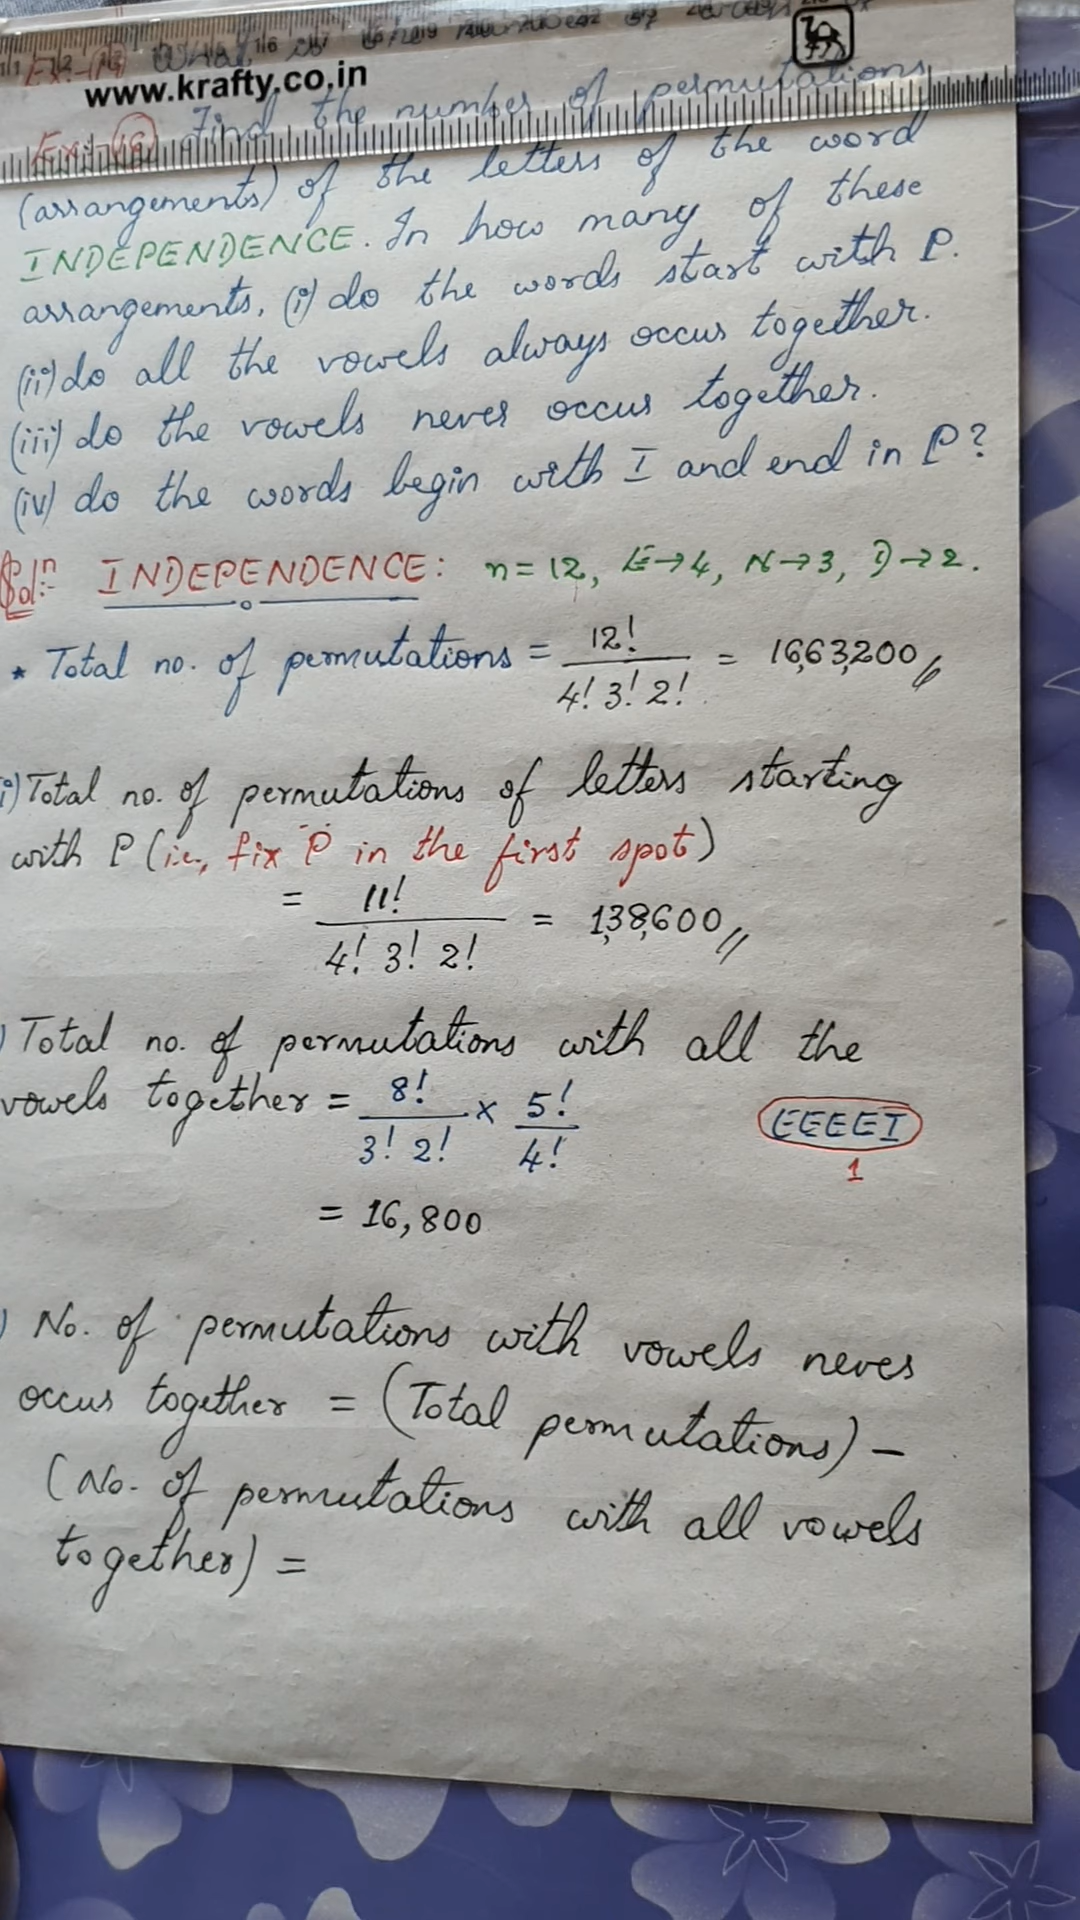 Ex:-
What is
www.krafty.co.in
Ex:-(16) Find the number of permutations
(arrangements) of the letters of the word
INDEPENDENCE. In how many of these
arrangements, (i) do the words start with P.
(ii) do all the vowels always occur together.
(iii) do the vowels never occur together.
(iv) do the words begin with I and end in P?
Soln:- INDEPENDENCE: n=12, E→4, N→3, D→2.
* Total no. of permutations = 12! / 4! 3! 2! = 16,63,200//
i) Total no. of permutations of letters starting
with P (i.e., fix P in the first spot)
= 11! / 4! 3! 2! = 1,38,600//
) Total no. of permutations with all the
vowels together = 8! / 3! 2! × 5! / 4!
EEEEI
1
= 16,800
) No. of permutations with vowels never
occur together = (Total permutations) −
(No. of permutations with all vowels
together) =